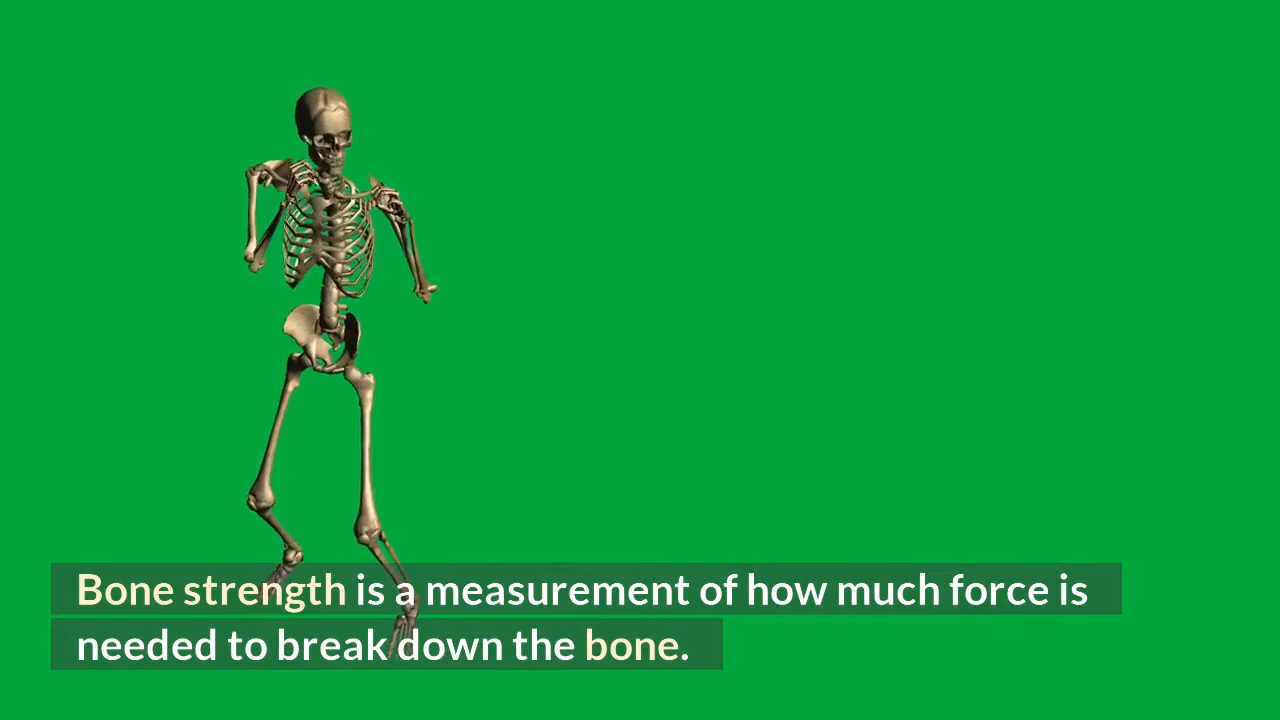 Bone strength is a measurement of how much force is
needed to break down the bone.